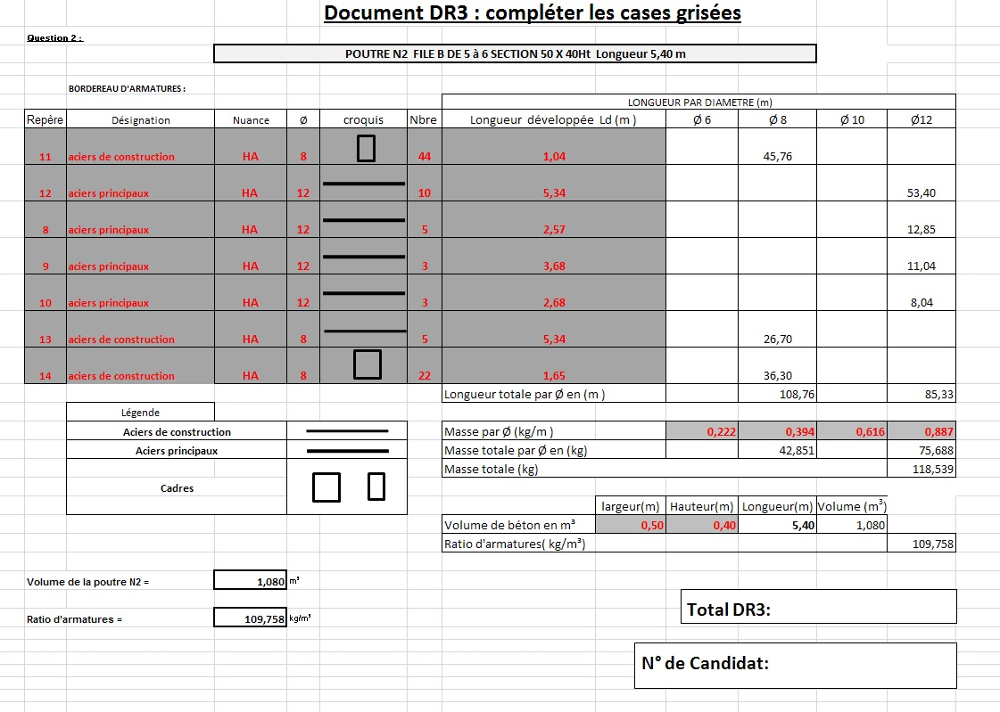 Document DR3 : compléter les cases grisées
Question 2 :
POUTRE N2 FILE B DE 5 à 6 SECTION 50 X 40Ht Longueur 5,40 m
BORDEREAU D'ARMATURES :
LONGUEUR PAR DIAMETRE (m)
Repère Désignation Nuance Ø croquis Nbre Longueur développée Ld (m ) Ø 6 Ø 8 Ø 10 Ø12
11 aciers de construction HA 8 44 1,04 45,76
12 aciers principaux HA 12 10 5,34 53,40
8 aciers principaux HA 12 5 2,57 12,85
9 aciers principaux HA 12 3 3,68 11,04
10 aciers principaux HA 12 3 2,68 8,04
13 aciers de construction HA 8 5 5,34 26,70
14 aciers de construction HA 8 22 1,65 36,30
Longueur totale par Ø en (m ) 108,76 85,33
Légende
Aciers de construction
Aciers principaux
Cadres
Masse par Ø (kg/m ) 0,222 0,394 0,616 0,887
Masse totale par Ø en (kg) 42,851 75,688
Masse totale (kg) 118,539
largeur(m) Hauteur(m) Longueur(m) Volume (m³)
Volume de béton en m³ 0,50 0,40 5,40 1,080
Ratio d'armatures( kg/m³) 109,758
Volume de la poutre N2 = 1,080 m³
Ratio d'armatures = 109,758 kg/m³
Total DR3:
N° de Candidat: